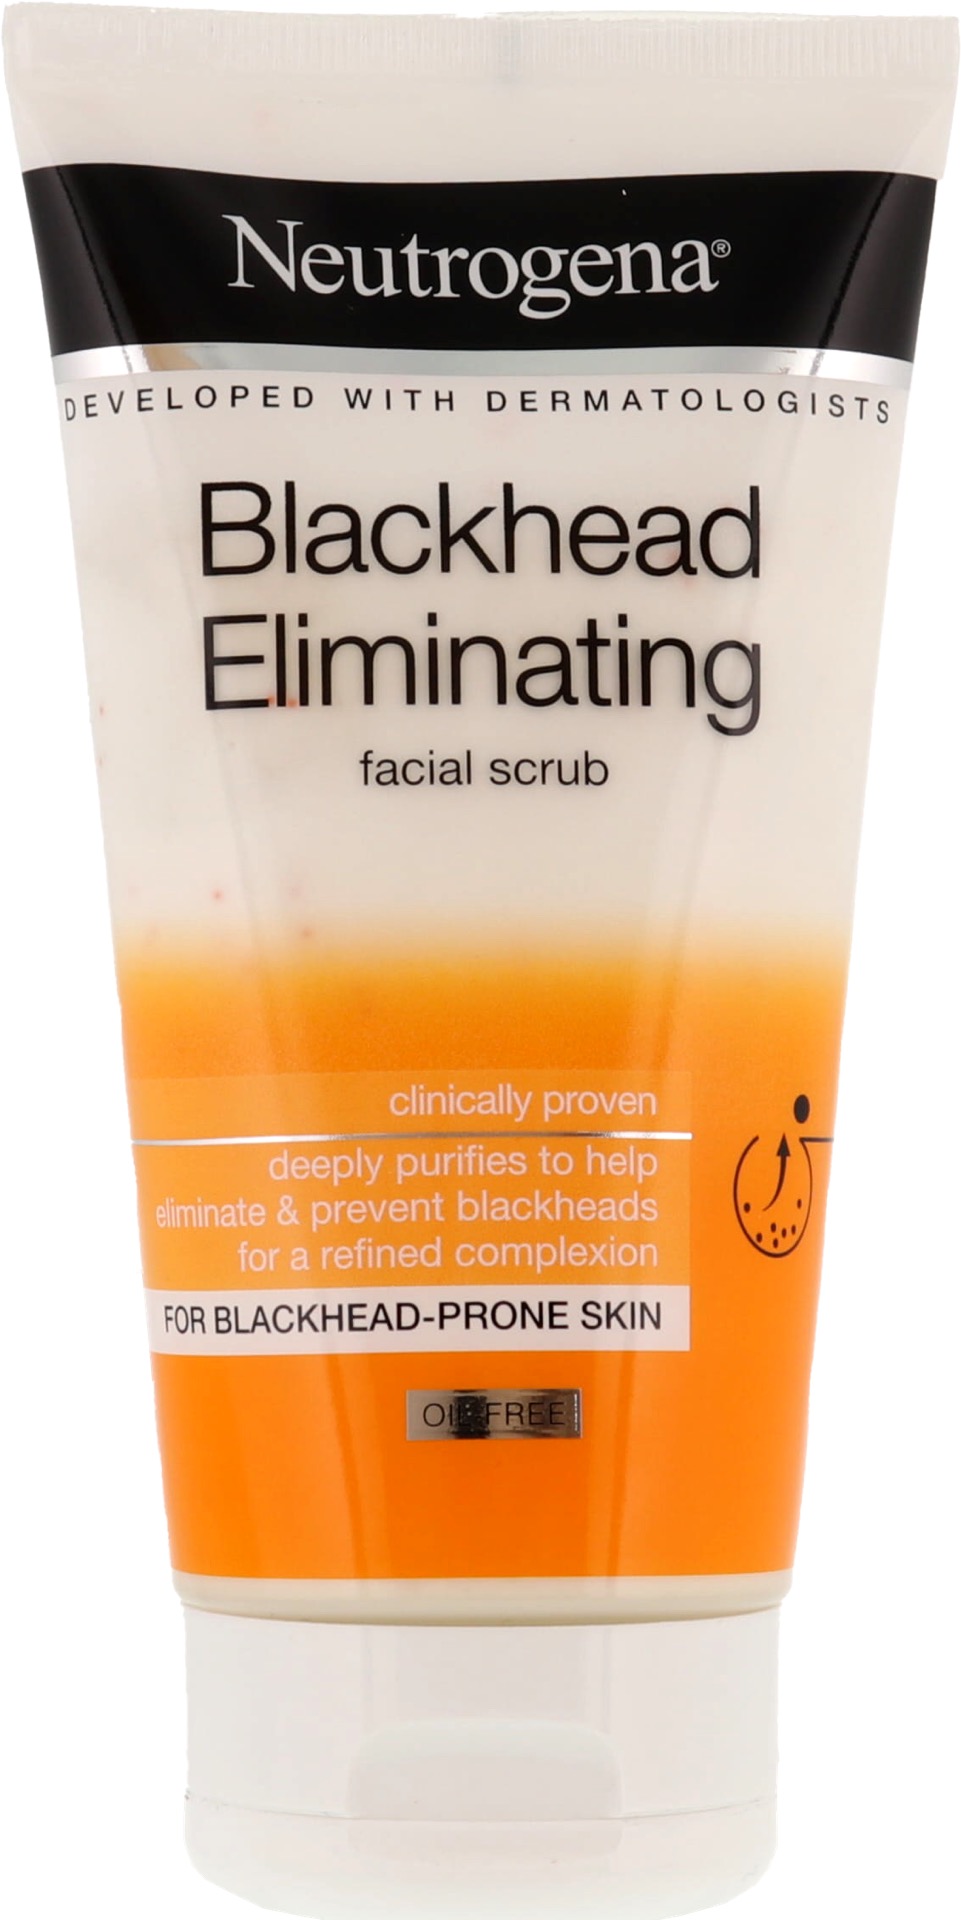 Neutrogena®
DEVELOPED WITH DERMATOLOGISTS
Blackhead
Eliminating
facial scrub
clinically proven
deeply purifies to help
eliminate & prevent blackheads
for a refined complexion
FOR BLACKHEAD-PRONE SKIN
OIL-FREE